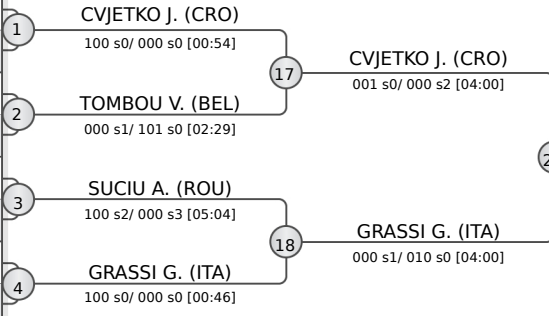 1
CVJETKO J. (CRO)
100 s0/ 000 s0 [00:54]
17
CVJETKO J. (CRO)
001 s0/ 000 s2 [04:00]
2
TOMBOU V. (BEL)
000 s1/ 101 s0 [02:29]
3
SUCIU A. (ROU)
100 s2/ 000 s3 [05:04]
18
GRASSI G. (ITA)
000 s1/ 010 s0 [04:00]
4
GRASSI G. (ITA)
100 s0/ 000 s0 [00:46]